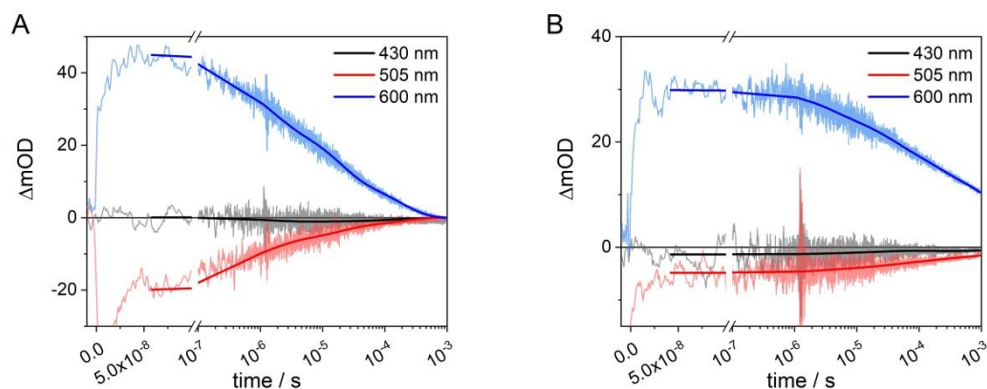 A
ΔmOD
40
20
0
-20
430 nm
505 nm
600 nm
0.0
5.0x10⁻⁸
10⁻⁷
10⁻⁶
10⁻⁵
10⁻⁴
10⁻³
time / s
B
ΔmOD
40
20
0
430 nm
505 nm
600 nm
0.0
5.0x10⁻⁸
10⁻⁷
10⁻⁶
10⁻⁵
10⁻⁴
10⁻³
time / s